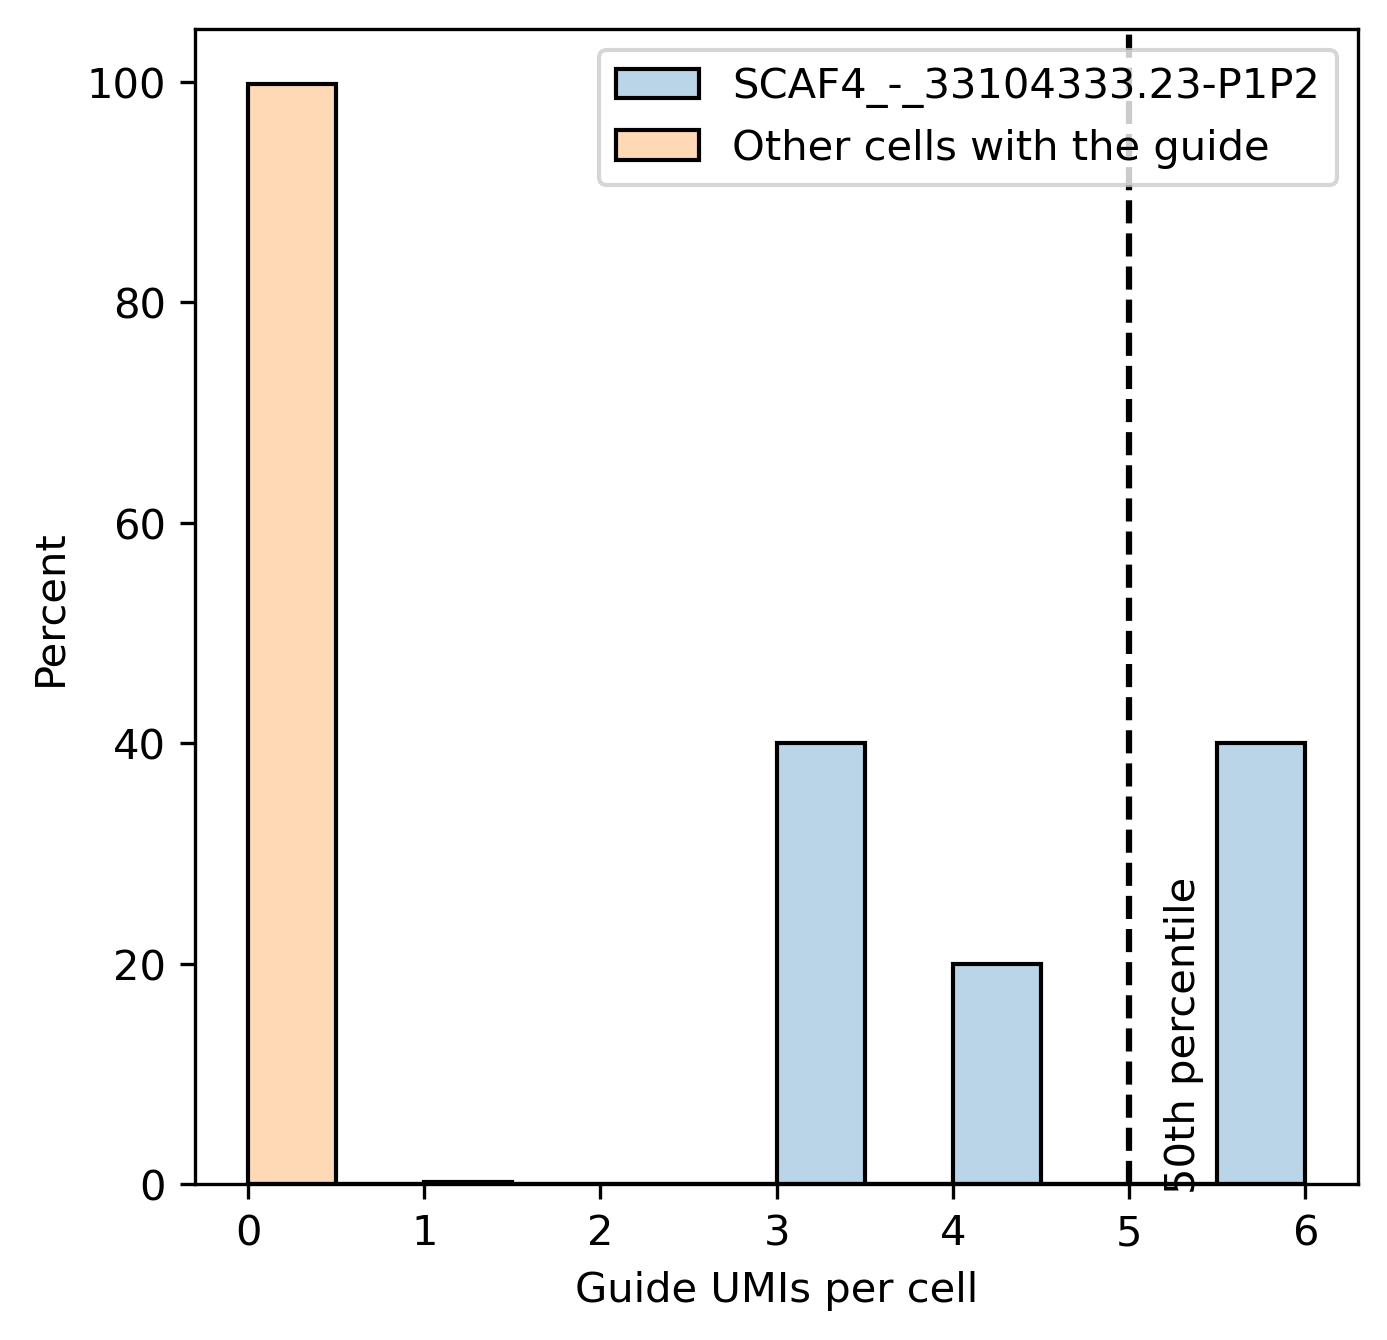 SCAF4_-_33104333.23-P1P2
Other cells with the guide
100
80
60
40
20
0
Percent
50th percentile
0 1 2 3 4 5 6
Guide UMIs per cell